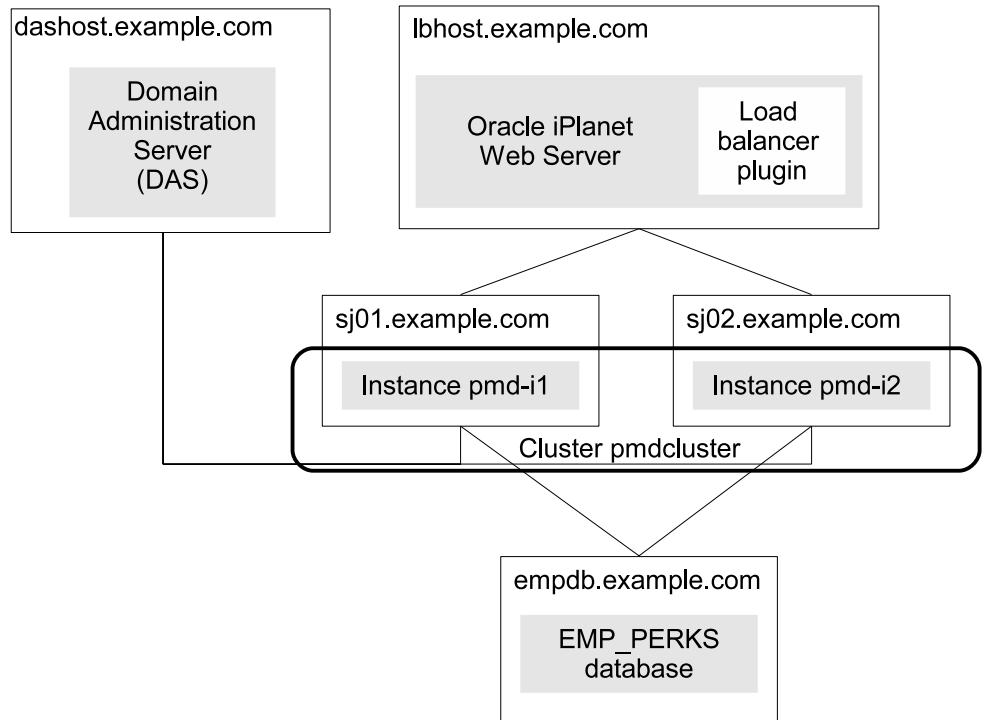 dashost.example.com
Domain
Administration
Server
(DAS)
lbhost.example.com
Oracle iPlanet
Web Server
Load
balancer
plugin
sj01.example.com
Instance pmd-i1
sj02.example.com
Instance pmd-i2
Cluster pmdcluster
empdb.example.com
EMP_PERKS
database